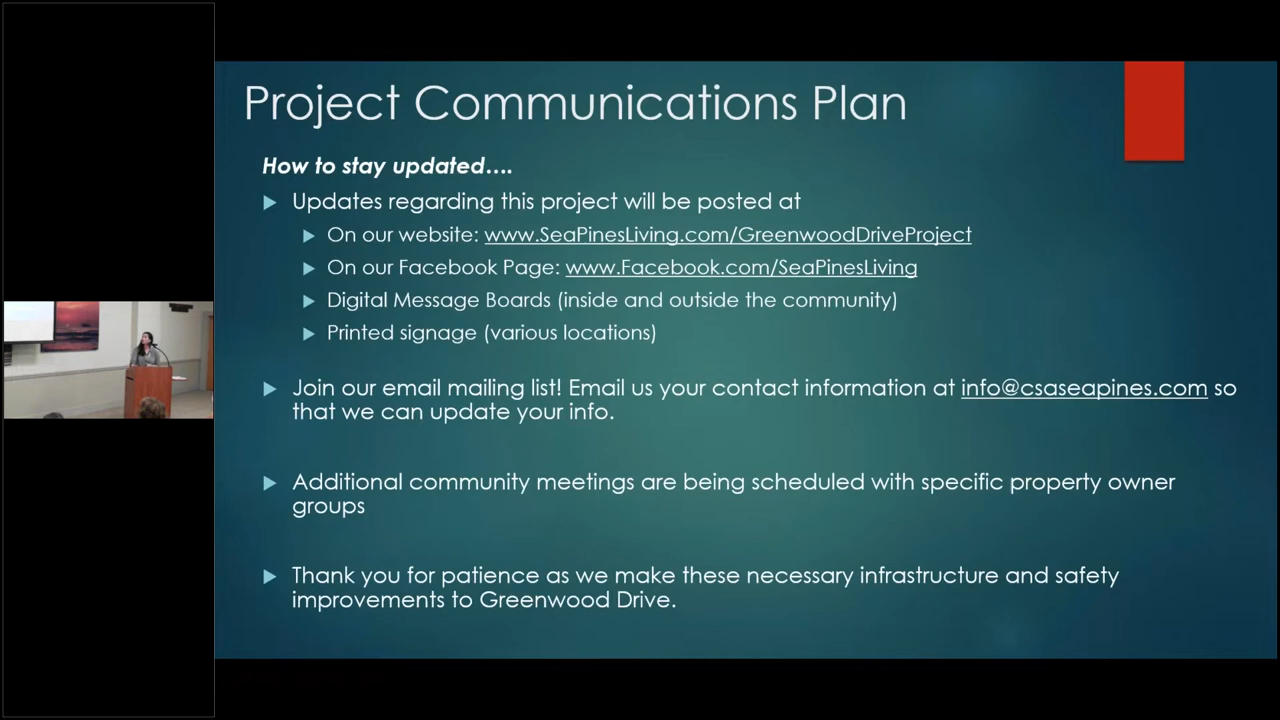 Project Communications Plan
How to stay updated....
Updates regarding this project will be posted at
On our website: www.SeaPinesLiving.com/GreenwoodDriveProject
On our Facebook Page: www.Facebook.com/SeaPinesLiving
Digital Message Boards (inside and outside the community)
Printed signage (various locations)
Join our email mailing list! Email us your contact information at info@csaseapines.com so
that we can update your info.
Additional community meetings are being scheduled with specific property owner
groups
Thank you for patience as we make these necessary infrastructure and safety
improvements to Greenwood Drive.